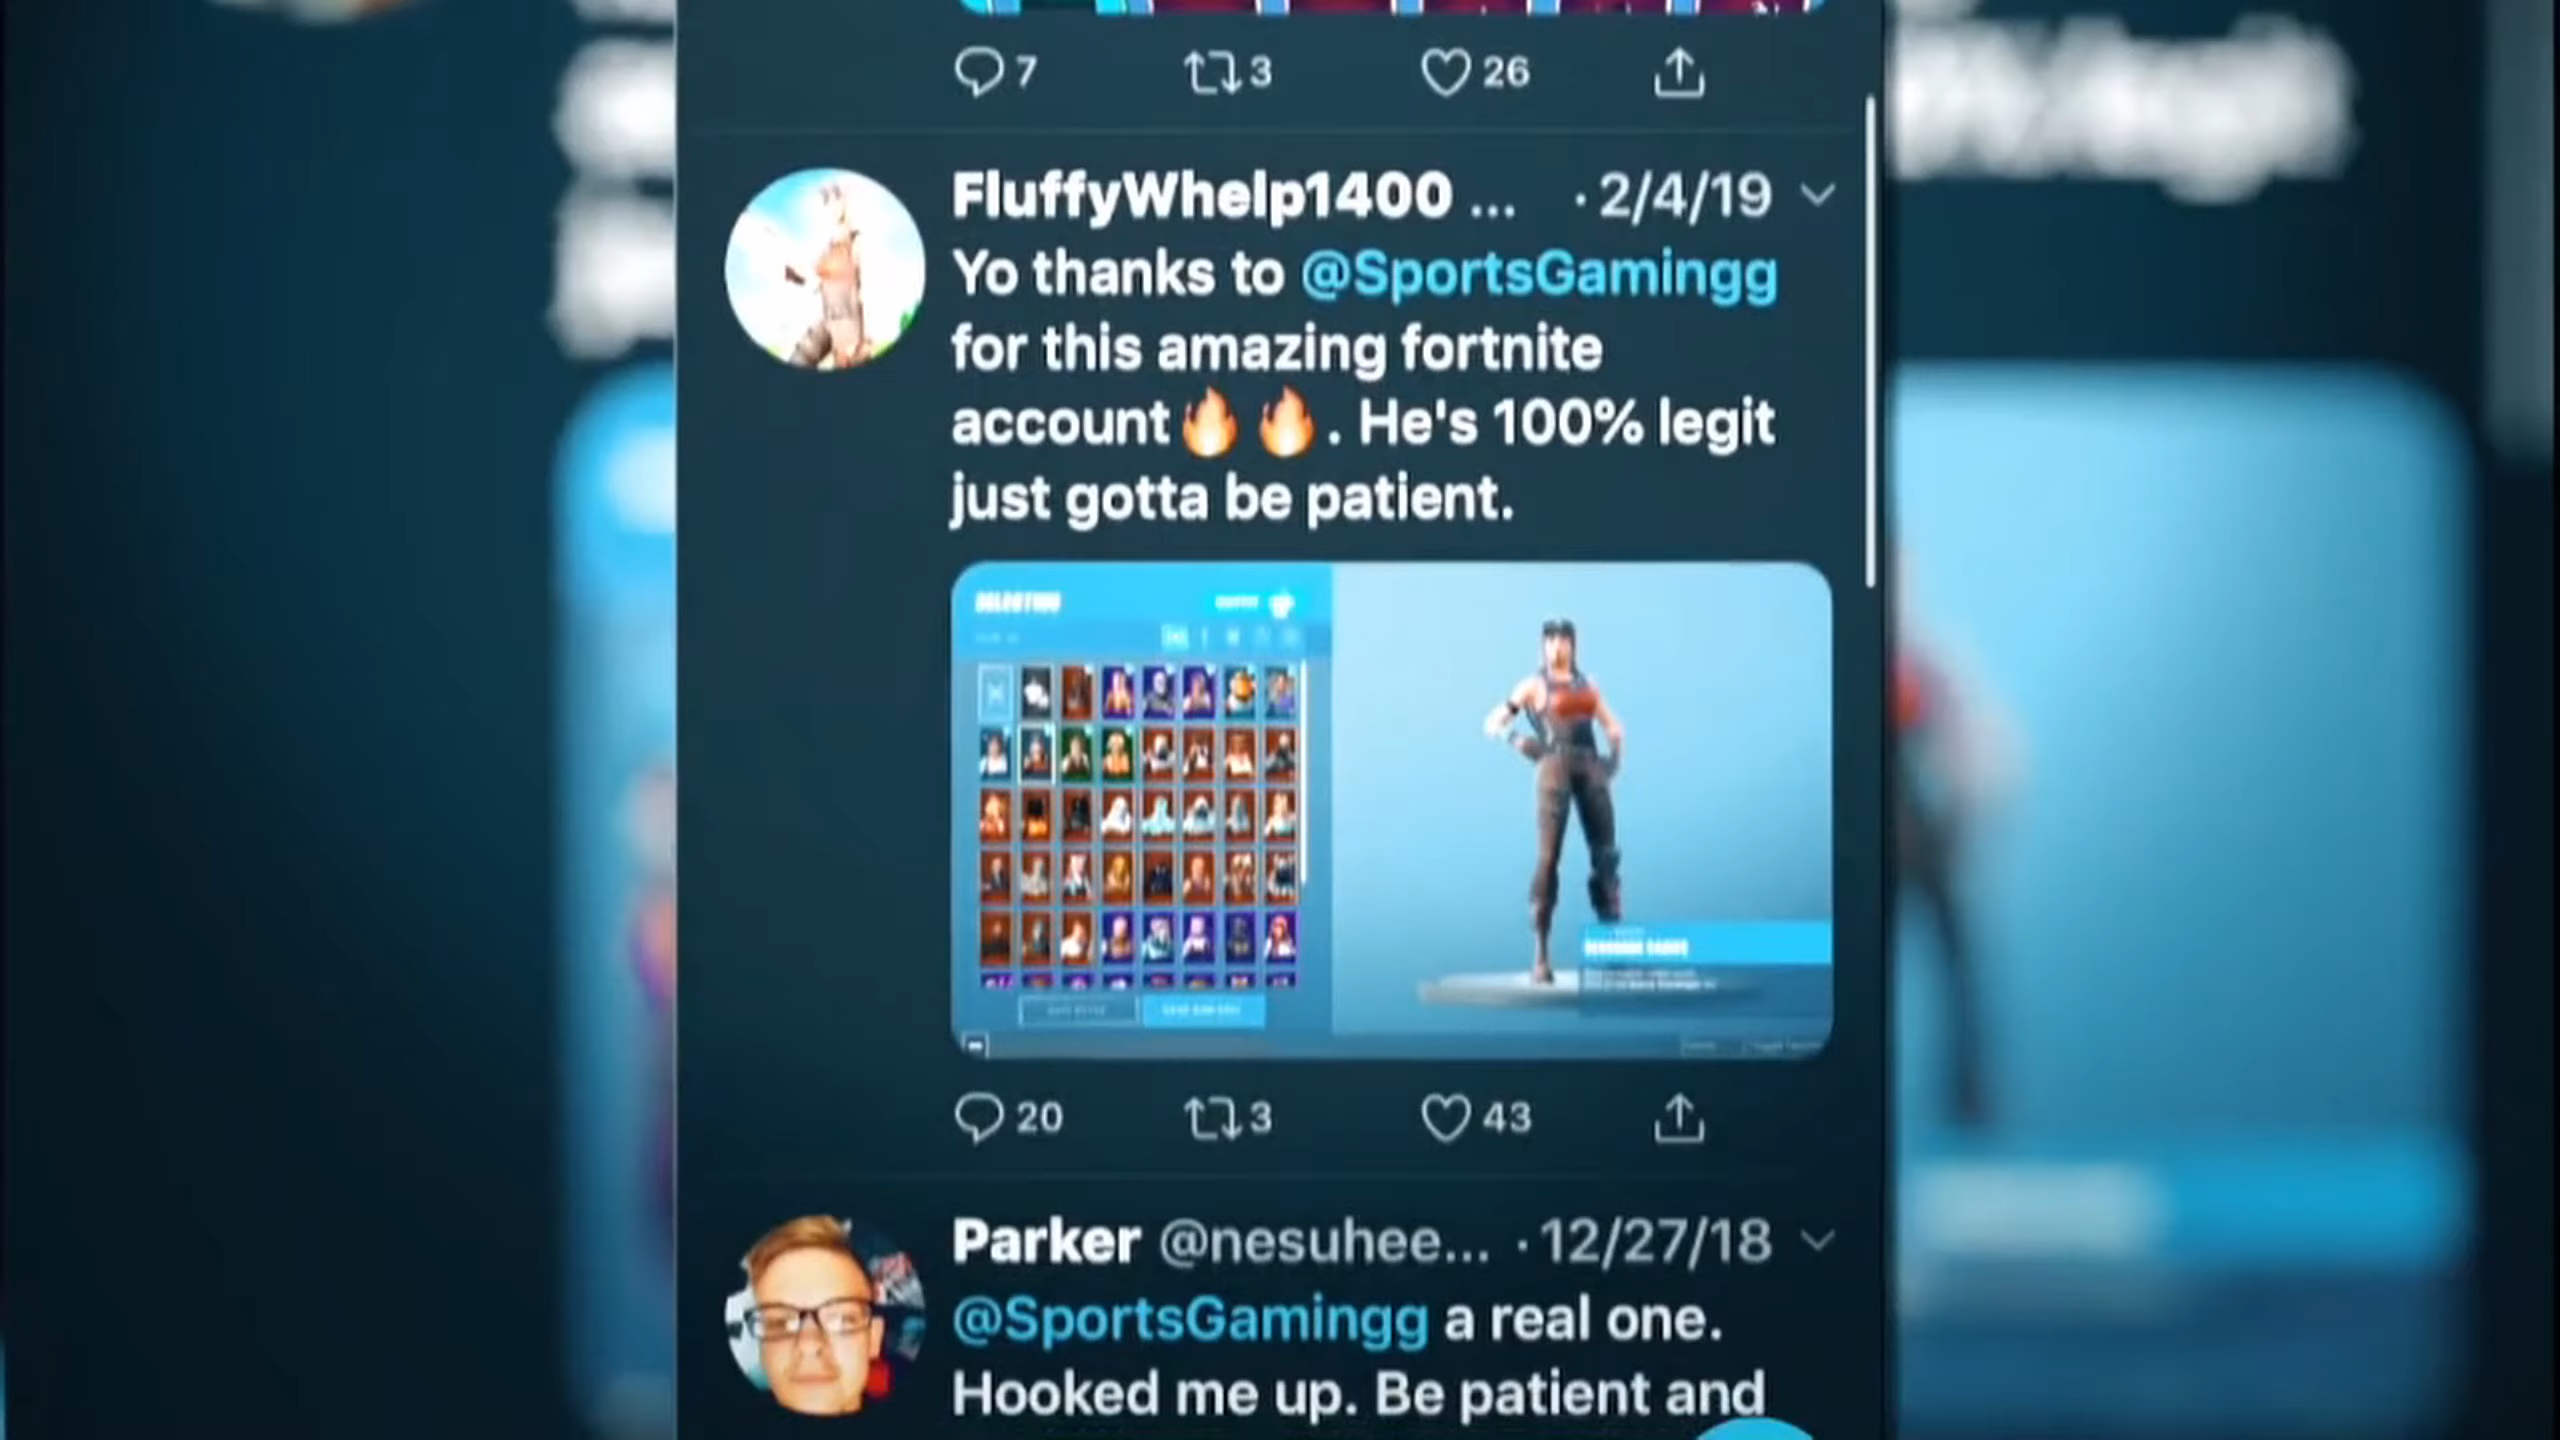 7 3 26
FluffyWhelp1400 ... · 2/4/19
Yo thanks to @SportsGamingg
for this amazing fortnite
account🔥🔥. He's 100% legit
just gotta be patient.
20 3 43
Parker @nesuhee... · 12/27/18
@SportsGamingg a real one.
Hooked me up. Be patient and